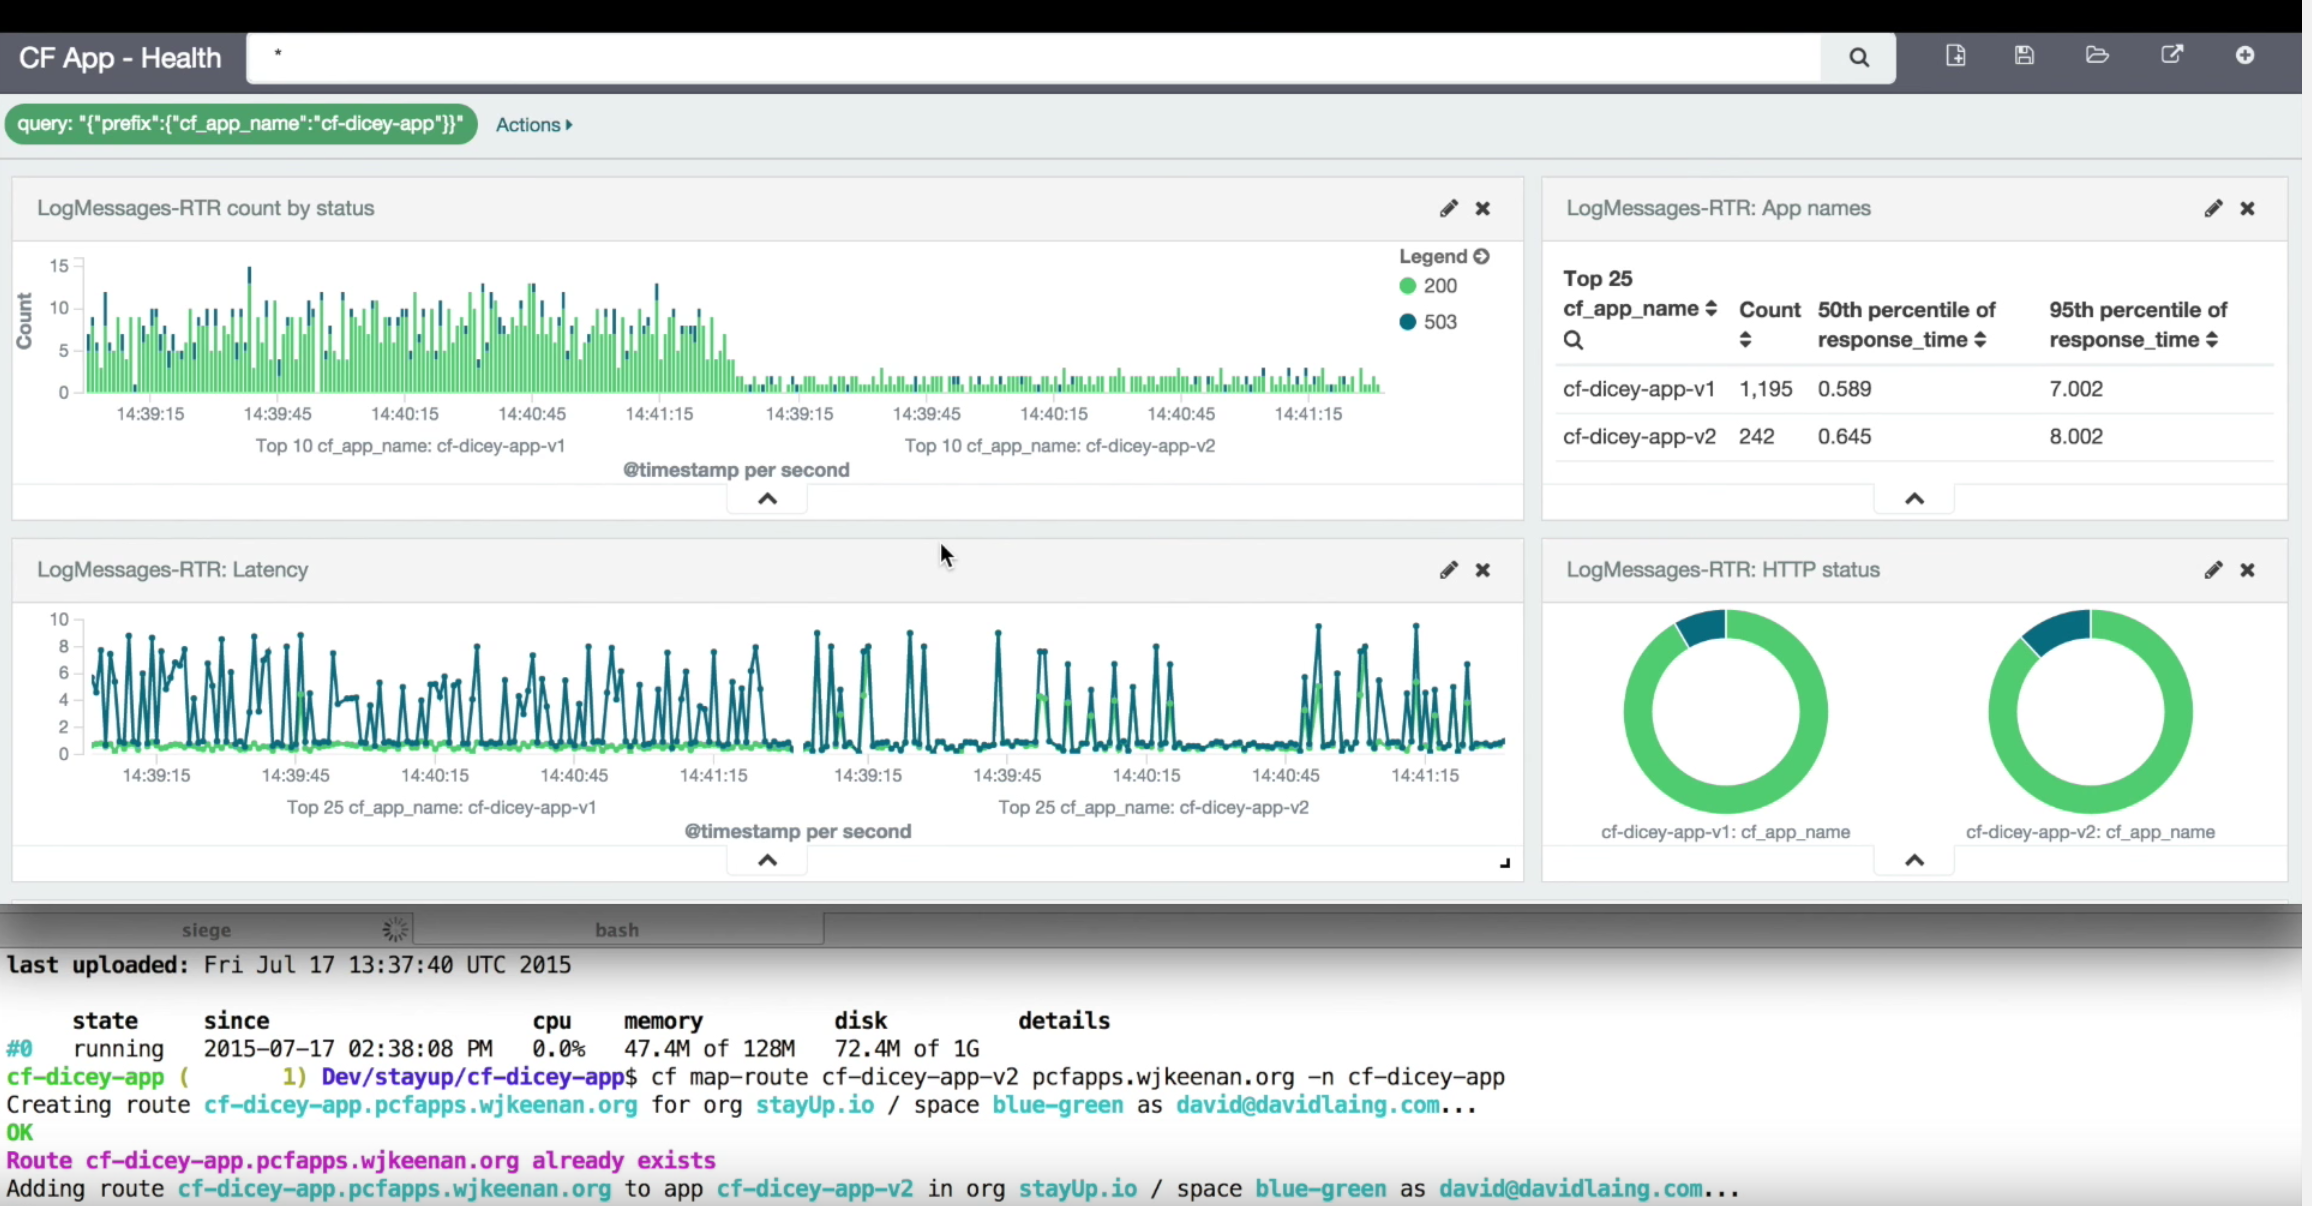 CF App - Health
*
query: "{"prefix":{"cf_app_name":"cf-dicey-app"}}"
Actions
LogMessages-RTR count by status
Legend
200
503
Count
15
10
5
0
14:39:15 14:39:45 14:40:15 14:40:45 14:41:15 14:39:15 14:39:45 14:40:15 14:40:45 14:41:15
Top 10 cf_app_name: cf-dicey-app-v1 Top 10 cf_app_name: cf-dicey-app-v2
@timestamp per second
LogMessages-RTR: App names
Top 25
cf_app_name Count 50th percentile of 95th percentile of
response_time response_time
cf-dicey-app-v1 1,195 0.589 7.002
cf-dicey-app-v2 242 0.645 8.002
LogMessages-RTR: Latency
10
8
6
4
2
0
14:39:15 14:39:45 14:40:15 14:40:45 14:41:15 14:39:15 14:39:45 14:40:15 14:40:45 14:41:15
Top 25 cf_app_name: cf-dicey-app-v1 Top 25 cf_app_name: cf-dicey-app-v2
@timestamp per second
LogMessages-RTR: HTTP status
cf-dicey-app-v1: cf_app_name cf-dicey-app-v2: cf_app_name
siege bash
last uploaded: Fri Jul 17 13:37:40 UTC 2015
state since cpu memory disk details
#0 running 2015-07-17 02:38:08 PM 0.0% 47.4M of 128M 72.4M of 1G
cf-dicey-app ( 1) Dev/stayup/cf-dicey-app$ cf map-route cf-dicey-app-v2 pcfapps.wjkeenan.org -n cf-dicey-app
Creating route cf-dicey-app.pcfapps.wjkeenan.org for org stayUp.io / space blue-green as david@davidlaing.com...
OK
Route cf-dicey-app.pcfapps.wjkeenan.org already exists
Adding route cf-dicey-app.pcfapps.wjkeenan.org to app cf-dicey-app-v2 in org stayUp.io / space blue-green as david@davidlaing.com...